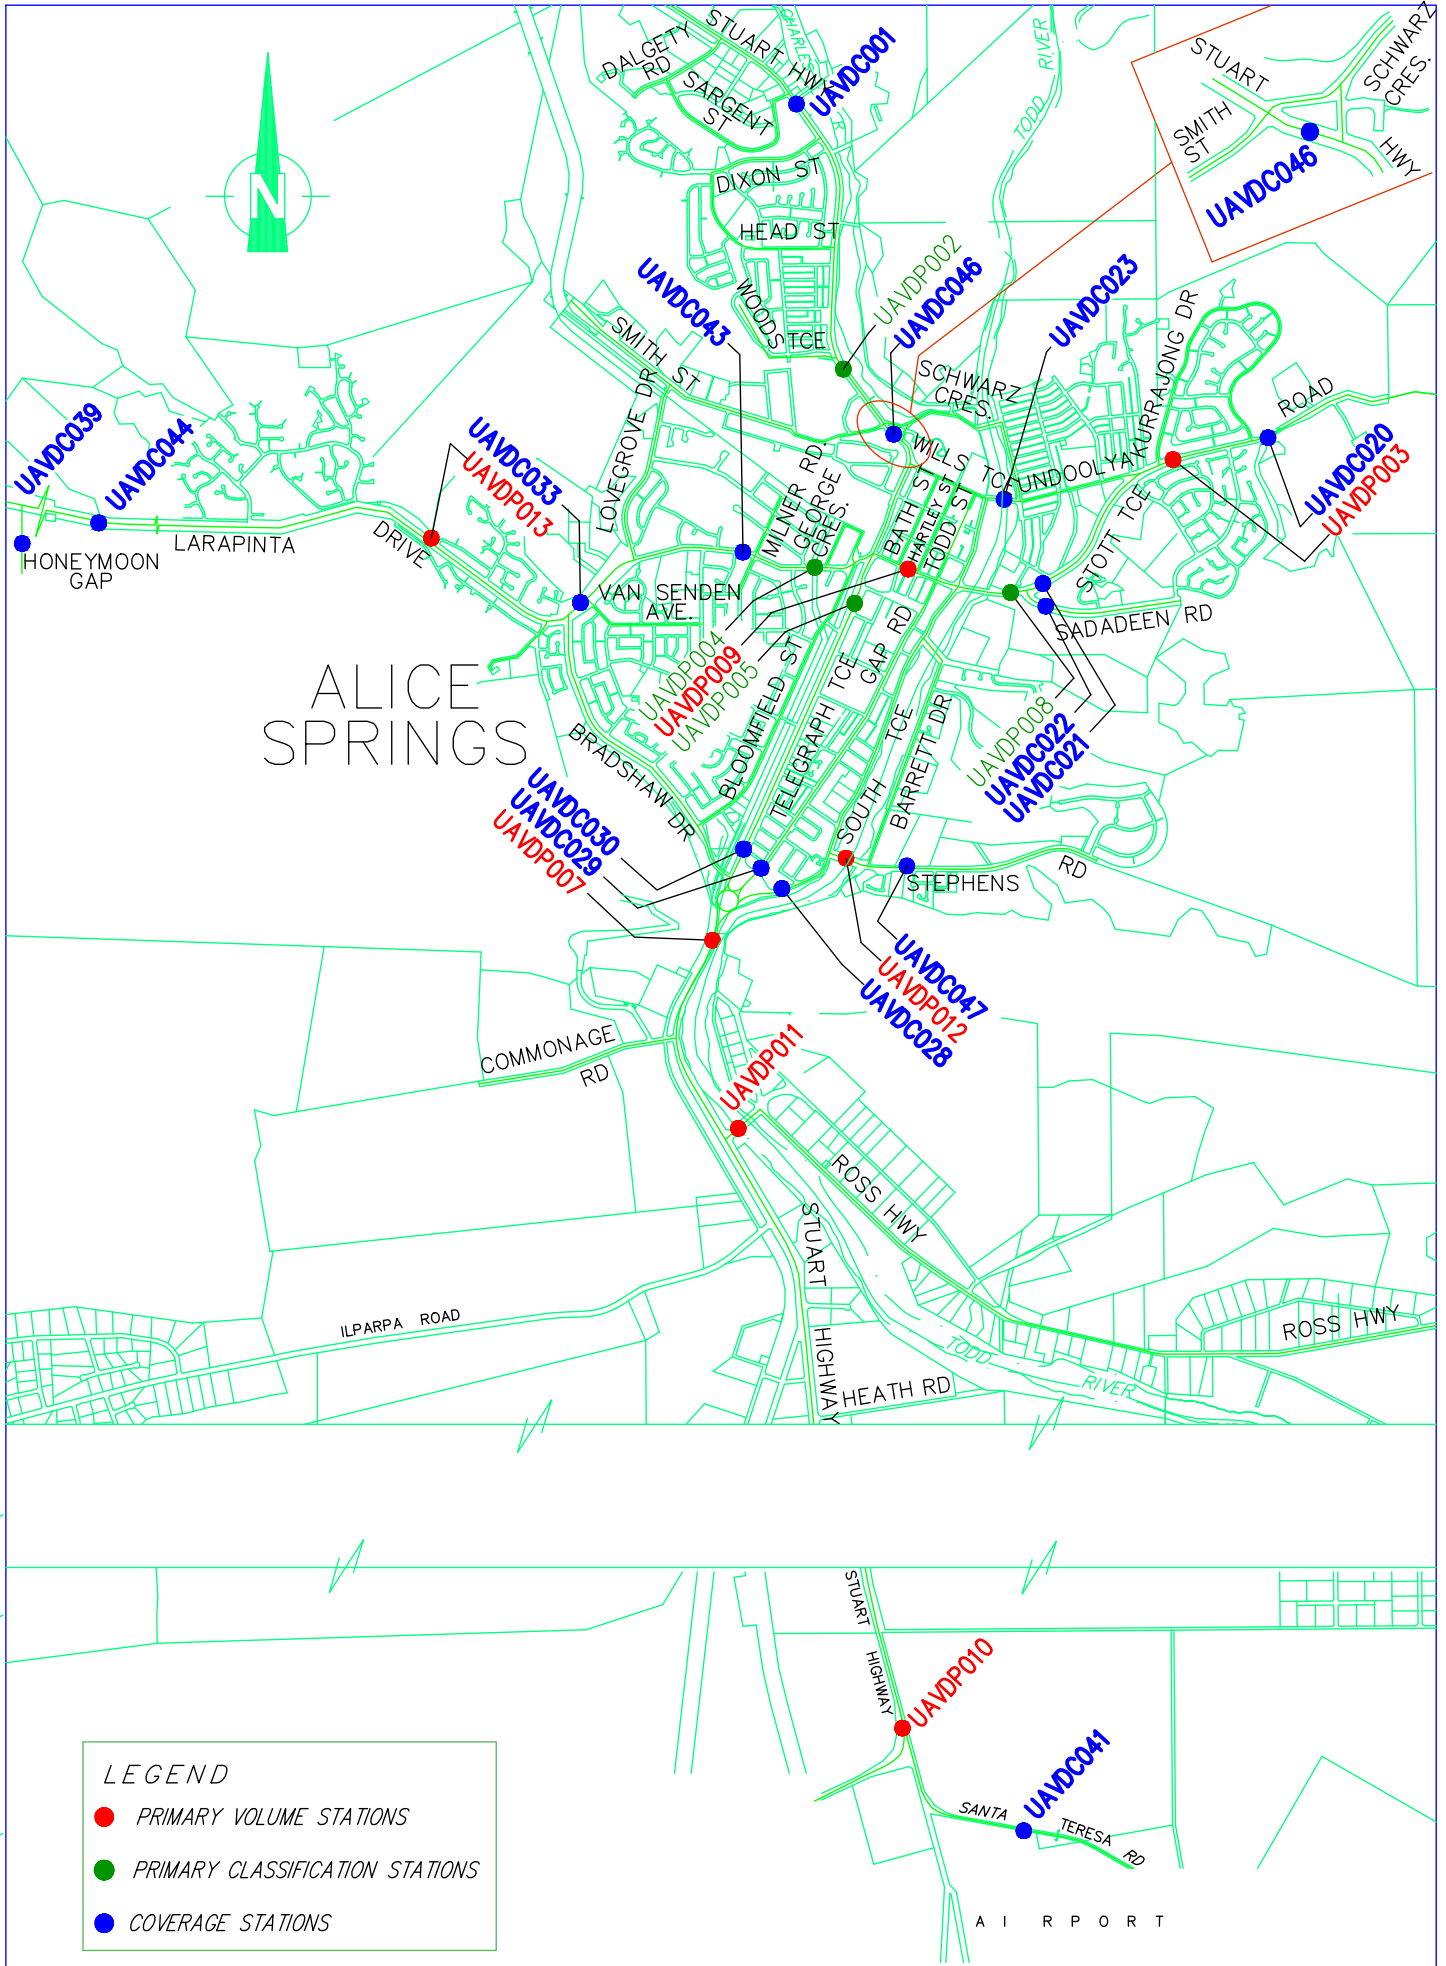 DALGETY
RD
STUART HWY
CHARLES
R
UAVDC001
SARGENT
ST
DIXON ST
HEAD ST
TODD
RIVER
STUART
SCHWARZ
CRES.
SMITH
ST
HWY
UAVDC046
N
UAVDP002
UAVDC046
UAVDC043
UAVDC023
WOODS
TCE
SMITH ST
SCHWARZ
CRES.
KURRAJONG DR
ROAD
UAVDC039
UAVDC044
UAVDC033
UAVDP013
LOVEGROVE DR
MILNER RD.
GEORGE
CRES.
WILLS TCE
BATH ST
HARTLEY ST
TODD ST
UNDOOLYA
UAVDC020
UAVDP003
STOTT TCE
HONEYMOON
GAP
LARAPINTA
DRIVE
VAN SENDEN
AVE.
SADADEEN RD
ALICE
SPRINGS
UAVDP004
UAVDP009
UAVDP005
BLOOMFIELD ST
TELEGRAPH TCE
GAP RD
SOUTH TCE
BARRETT DR
UAVDP008
UAVDC022
UAVDC021
BRADSHAW DR
UAVDC030
UAVDC029
UAVDP007
STEPHENS
RD
UAVDC047
UAVDP012
UAVDC028
COMMONAGE
RD
UAVDP011
ROSS HWY
STUART
HIGHWAY
ILPARPA ROAD
TODD
RIVER
ROSS HWY
HEATH RD
STUART
HIGHWAY
UAVDP010
UAVDC041
SANTA
TERESA
RD
AIRPORT
LEGEND
PRIMARY VOLUME STATIONS
PRIMARY CLASSIFICATION STATIONS
COVERAGE STATIONS